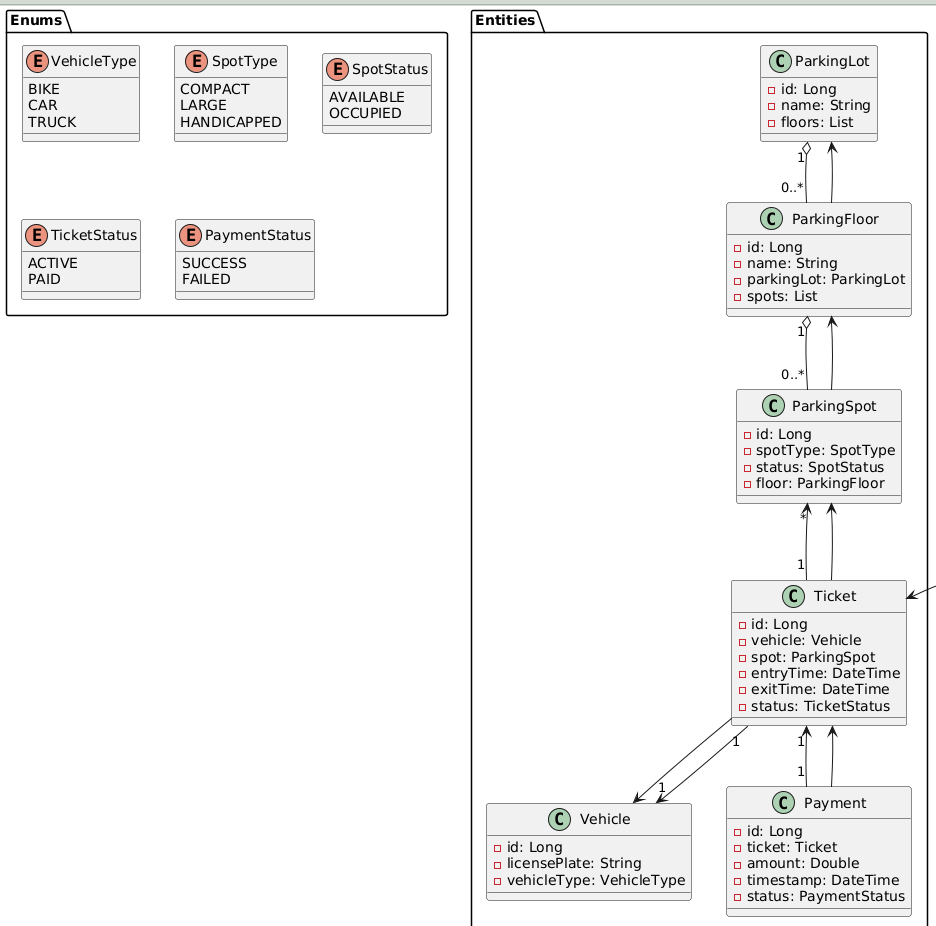 Enums
E VehicleType
BIKE
CAR
TRUCK
E SpotType
COMPACT
LARGE
HANDICAPPED
E SpotStatus
AVAILABLE
OCCUPIED
E TicketStatus
ACTIVE
PAID
E PaymentStatus
SUCCESS
FAILED
Entities
C ParkingLot
id: Long
name: String
floors: List
1
0..*
C ParkingFloor
id: Long
name: String
parkingLot: ParkingLot
spots: List
1
0..*
C ParkingSpot
id: Long
spotType: SpotType
status: SpotStatus
floor: ParkingFloor
*
1
C Ticket
id: Long
vehicle: Vehicle
spot: ParkingSpot
entryTime: DateTime
exitTime: DateTime
status: TicketStatus
1
1
1
1
C Vehicle
id: Long
licensePlate: String
vehicleType: VehicleType
C Payment
id: Long
ticket: Ticket
amount: Double
timestamp: DateTime
status: PaymentStatus